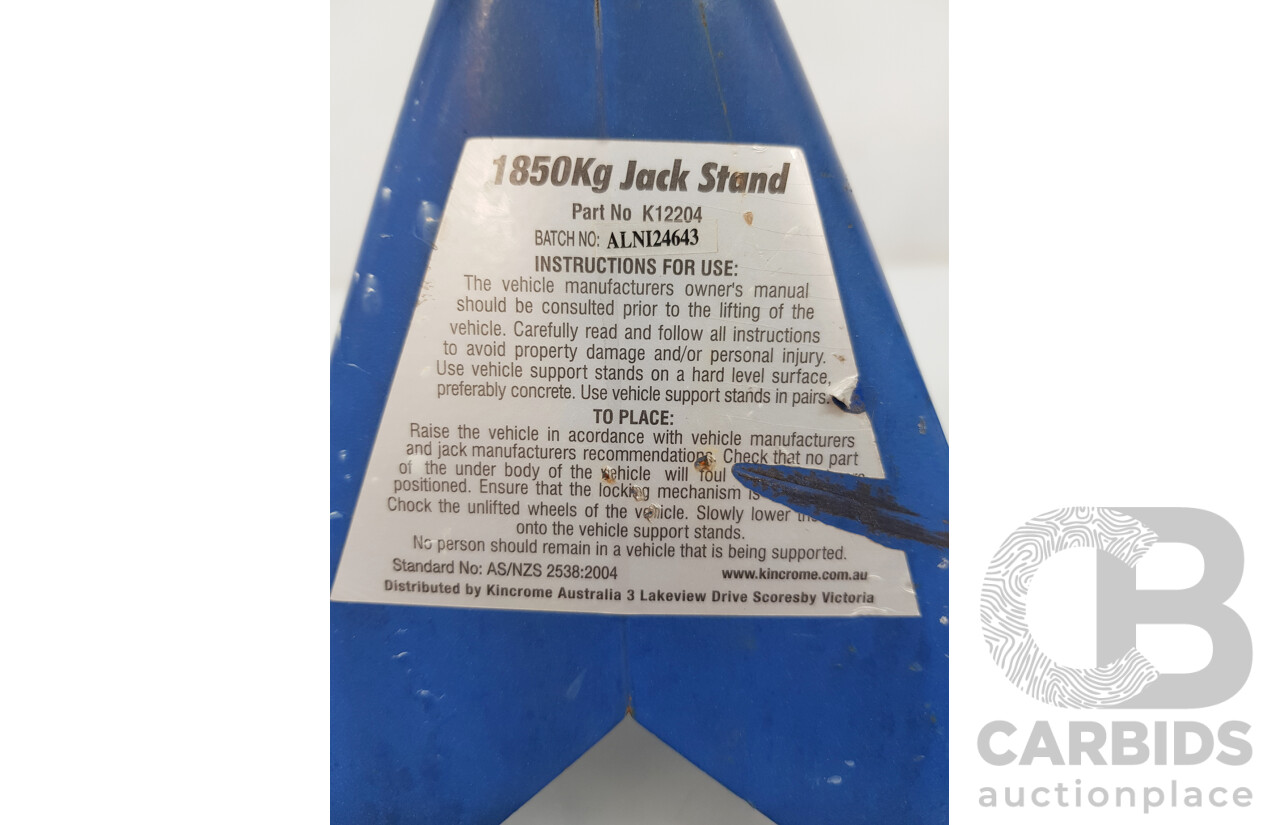 1850Kg Jack Stand
Part No K12204
BATCH NO: ALNI24643
INSTRUCTIONS FOR USE:
The vehicle manufacturers owner's manual
should be consulted prior to the lifting of the
vehicle. Carefully read and follow all instructions
to avoid property damage and/or personal injury.
Use vehicle support stands on a hard level surface,
preferably concrete. Use vehicle support stands in pairs.
TO PLACE:
Raise the vehicle in acordance with vehicle manufacturers
and jack manufacturers recommendations. Check that no part
of the under body of the vehicle will foul
positioned. Ensure that the locking mechanism is
Chock the unlifted wheels of the vehicle. Slowly lower
onto the vehicle support stands.
No person should remain in a vehicle that is being supported.
Standard No: AS/NZS 2538:2004 www.kincrome.com.au
Distributed by Kincrome Australia 3 Lakeview Drive Scoresby Victoria
CB
CARBIDS
auctionplace